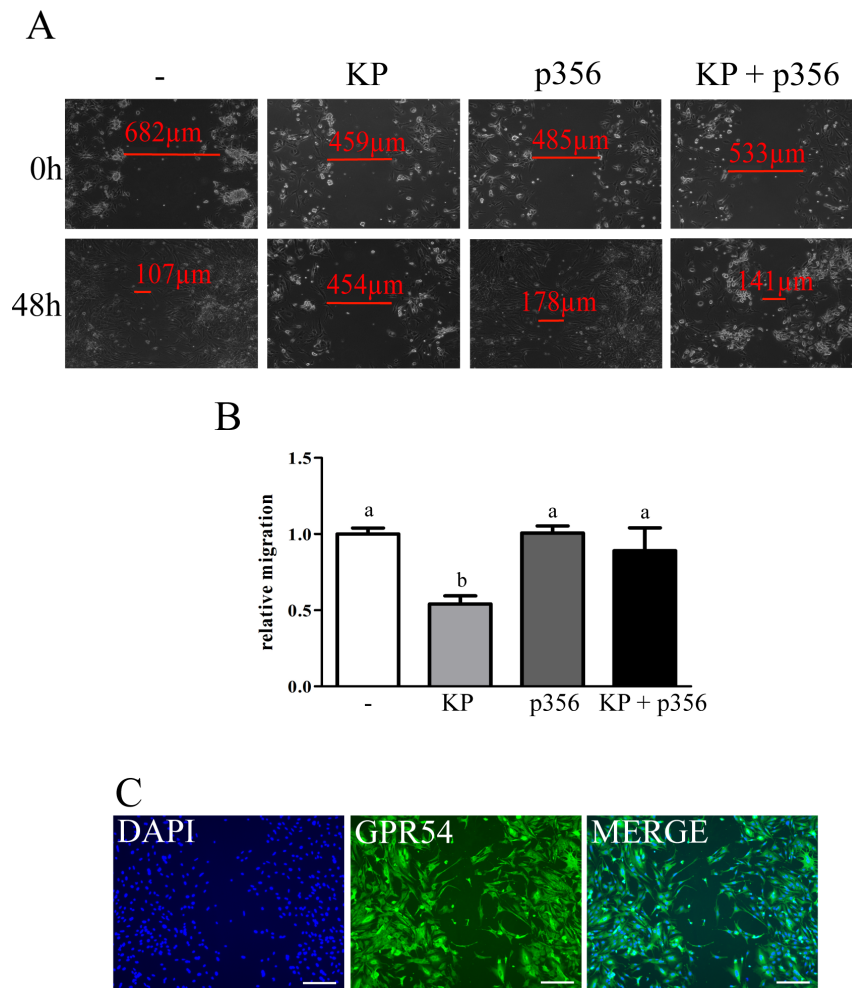 A
- KP p356 KP + p356
0h 682µm 459µm 485µm 533µm
48h 107µm 454µm 178µm 141µm
B
relative migration
1.5
1.0
0.5
0.0
a b a a
- KP p356 KP + p356
C
DAPI GPR54 MERGE